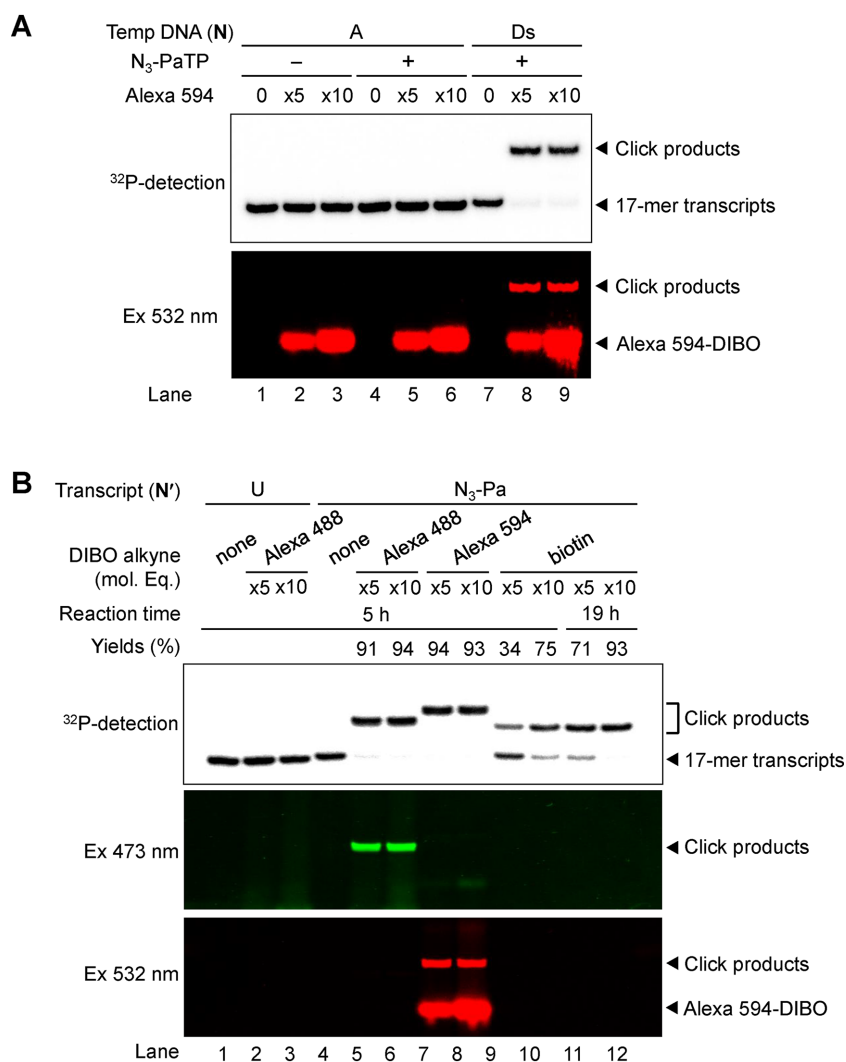 A
Temp DNA (N) A Ds
N₃-PaTP – + +
Alexa 594 0 x5 x10 0 x5 x10 0 x5 x10
³²P-detection
Click products
17-mer transcripts
Ex 532 nm
Click products
Alexa 594-DIBO
Lane 1 2 3 4 5 6 7 8 9
B
Transcript (N′) U N₃-Pa
DIBO alkyne none Alexa 488 none Alexa 488 Alexa 594 biotin
(mol. Eq.) x5 x10 x5 x10 x5 x10 x5 x10 x5 x10
Reaction time 5 h 19 h
Yields (%) 91 94 94 93 34 75 71 93
³²P-detection
Click products
17-mer transcripts
Ex 473 nm
Click products
Ex 532 nm
Click products
Alexa 594-DIBO
Lane 1 2 3 4 5 6 7 8 9 10 11 12